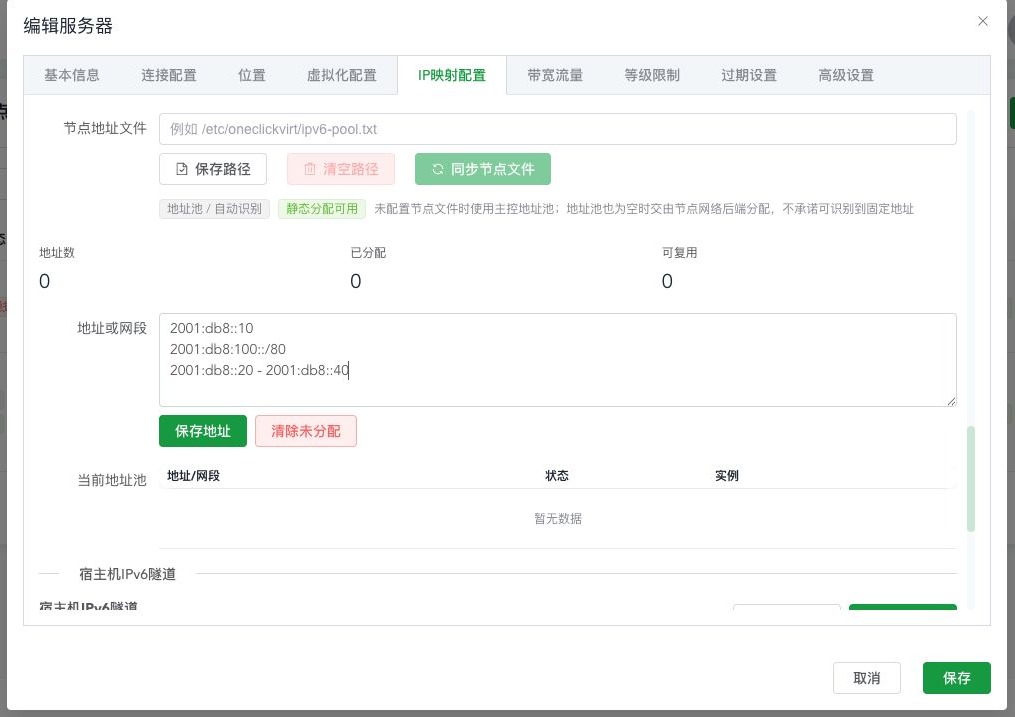 编辑服务器
基本信息 连接配置 位置 虚拟化配置 IP映射配置 带宽流量 等级限制 过期设置 高级设置
节点地址文件 例如 /etc/oneclickvirt/ipv6-pool.txt
保存路径 清空路径 同步节点文件
地址池 / 自动识别 静态分配可用 未配置节点文件时使用主控地址池；地址池也为空时交由节点网络后端分配，不承诺可识别到固定地址
地址数 已分配 可复用
0 0 0
地址或网段 2001:db8::10
2001:db8:100::/80
2001:db8::20 - 2001:db8::40
保存地址 清除未分配
当前地址池 地址/网段 状态 实例
暂无数据
宿主机IPv6隧道
宿主机IPv6隧道
取消 保存